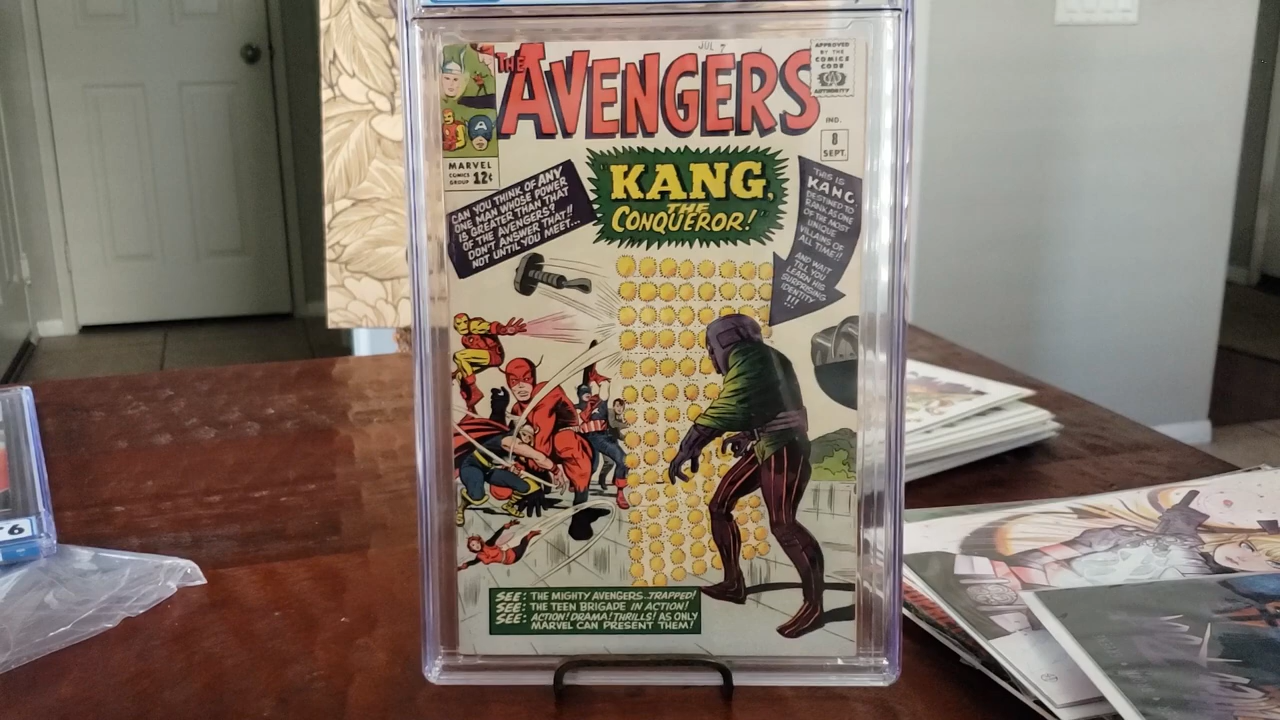 JUL 7
THE
AVENGERS
APPROVED
BY THE
COMICS
CODE
AUTHORITY
IND.
8
SEPT.
A
MARVEL
COMICS
GROUP
12¢
CAN YOU THINK OF ANY
ONE MAN WHOSE POWER
IS GREATER THAN THAT
OF THE AVENGERS?
DON'T ANSWER THAT!!
NOT UNTIL YOU MEET...
"KANG,
THE
CONQUEROR!"
THIS IS
KANG,
DESTINED TO
RANK AS ONE
OF THE MOST
UNIQUE
VILLAINS OF
ALL TIME!!
AND WAIT
TILL YOU
LEARN HIS
SURPRISING
IDENTITY
!!!
SEE: THE MIGHTY AVENGERS..TRAPPED!
SEE: THE TEEN BRIGADE IN ACTION!
SEE: ACTION! DRAMA! THRILLS! AS ONLY
MARVEL CAN PRESENT THEM!